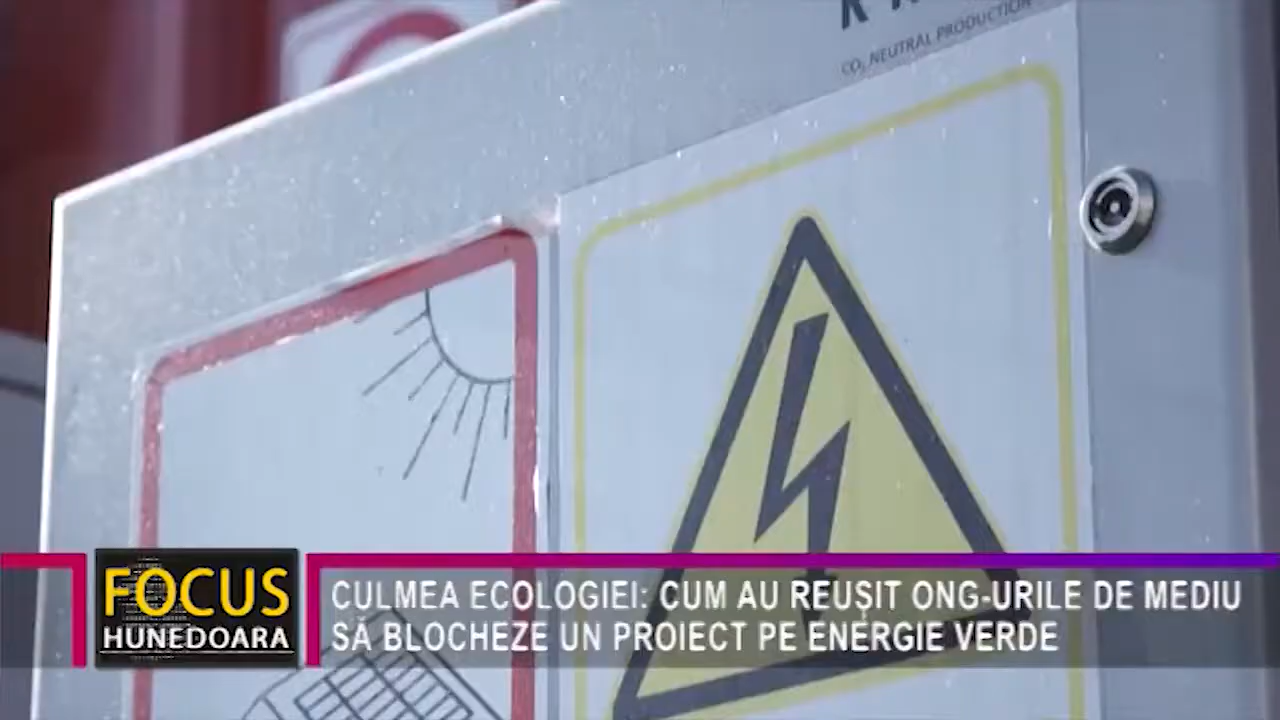 CO₂ NEUTRAL PRODUCTION
FOCUS
HUNEDOARA
CULMEA ECOLOGIEI: CUM AU REUȘIT ONG-URILE DE MEDIU
SĂ BLOCHEZE UN PROIECT PE ENERGIE VERDE